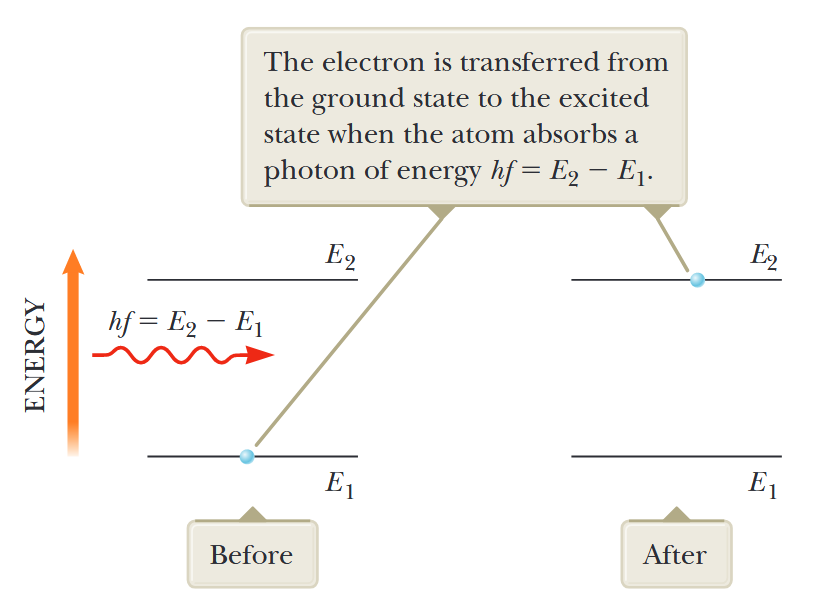 The electron is transferred from
the ground state to the excited
state when the atom absorbs a
photon of energy hf = E₂ − E₁.
E₂
E₂
hf = E₂ − E₁
ENERGY
E₁
E₁
Before
After